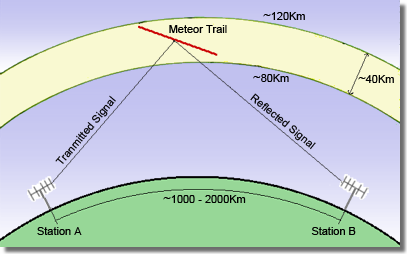 ~120Km
Meteor Trail
~80Km
~40Km
Tranmitted Signal
Reflected Signal
~1000 - 2000Km
Station A
Station B